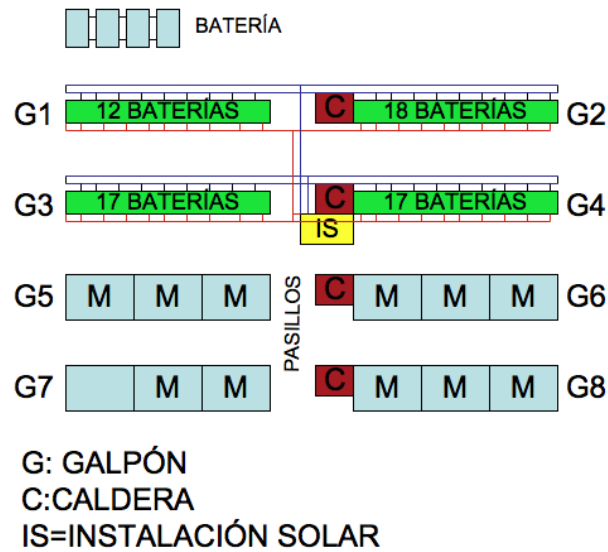 BATERÍA
G1 12 BATERÍAS C 18 BATERÍAS G2
G3 17 BATERÍAS C 17 BATERÍAS G4
IS
G5 M M M C M M M G6
PASILLOS
G7 M M C M M M G8
G: GALPÓN
C:CALDERA
IS=INSTALACIÓN SOLAR